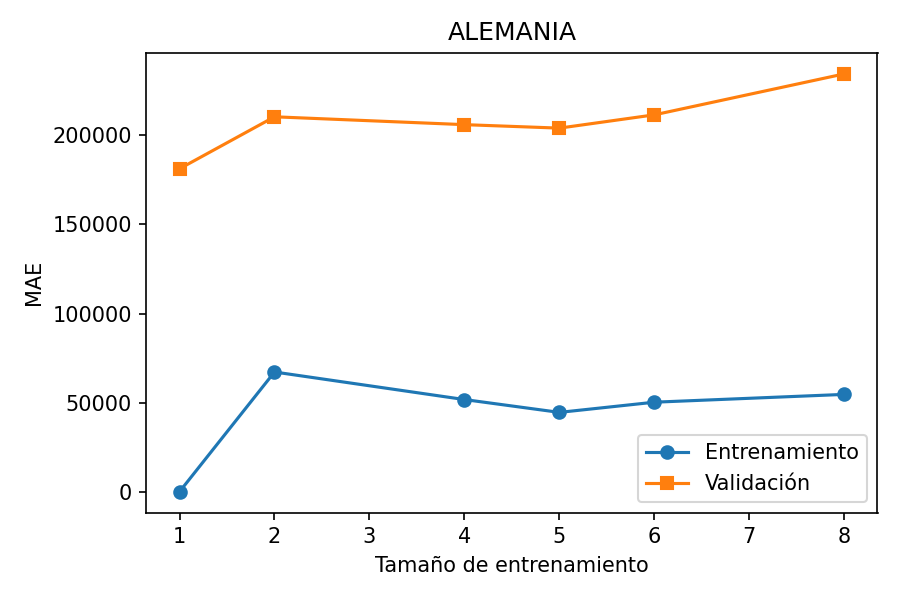 ALEMANIA
MAE
200000
150000
100000
50000
0
Entrenamiento
Validación
1 2 3 4 5 6 7 8
Tamaño de entrenamiento